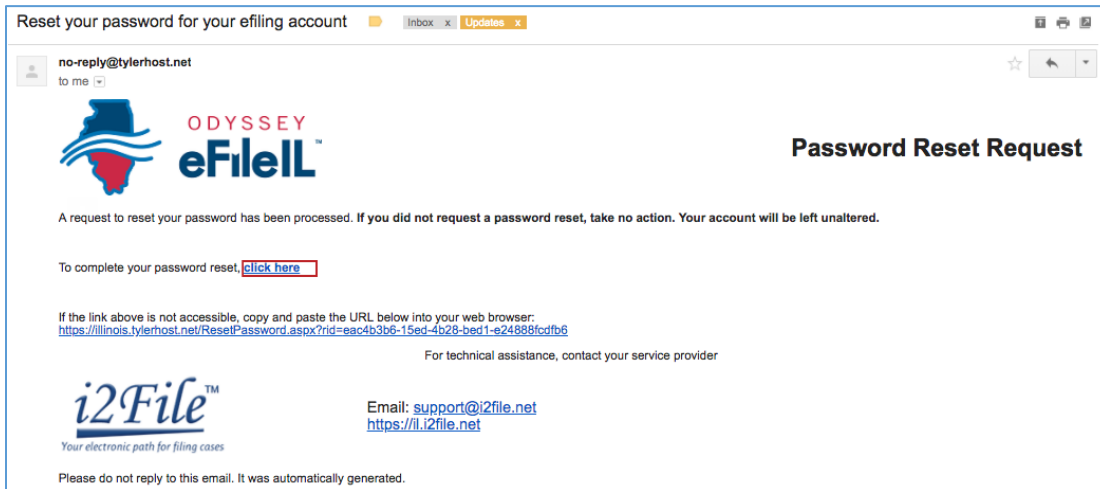 Reset your password for your efiling account Inbox x Updates x
no-reply@tylerhost.net
to me
ODYSSEY
eFileIL™
Password Reset Request
A request to reset your password has been processed. If you did not request a password reset, take no action. Your account will be left unaltered.
To complete your password reset, click here
If the link above is not accessible, copy and paste the URL below into your web browser:
https://illinois.tylerhost.net/ResetPassword.aspx?rid=eac4b3b6-15ed-4b28-bed1-e24888fcdfb6
For technical assistance, contact your service provider
i2File™
Your electronic path for filing cases
Email: support@i2file.net
https://il.i2file.net
Please do not reply to this email. It was automatically generated.